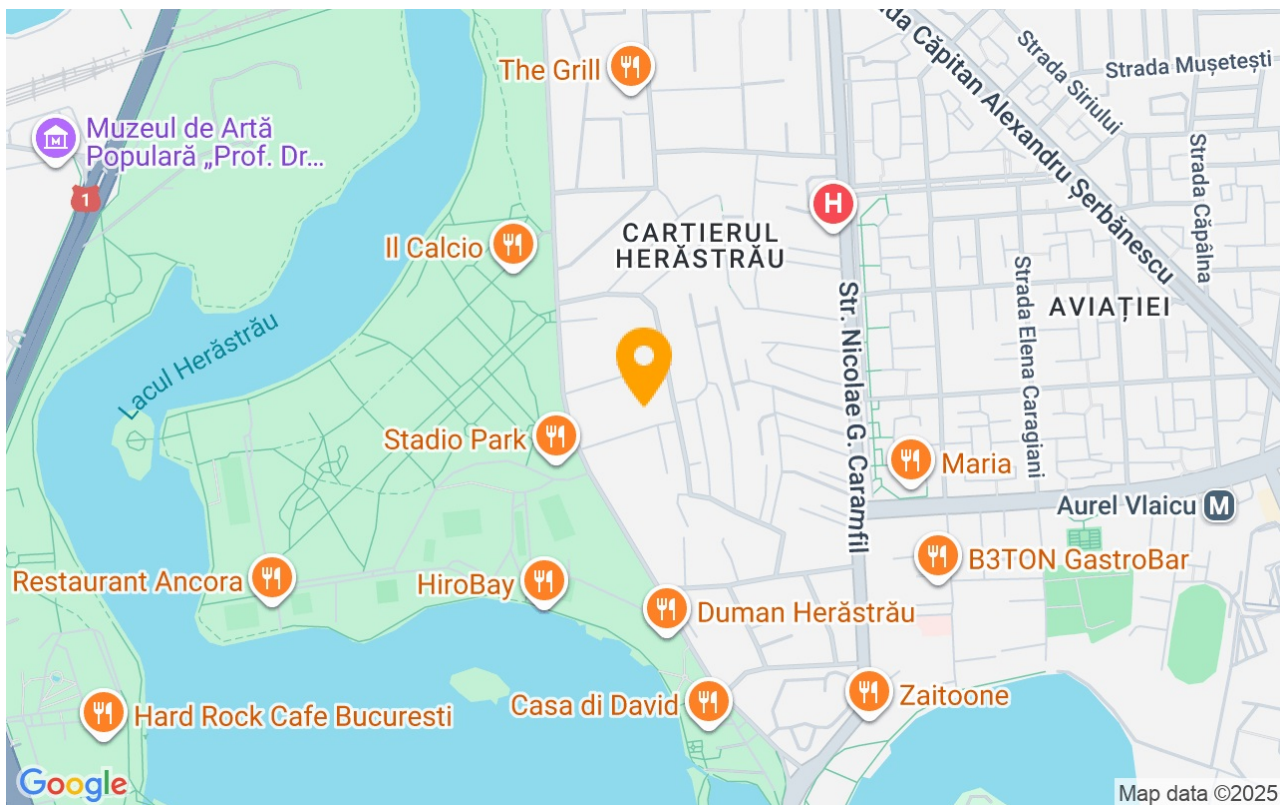 The Grill
da Căpitan Alexandru Șerbănescu
Strada Siriului
Strada Mușetești
Muzeul de Artă
Populară „Prof. Dr...
1
Strada Căpâlna
H
CARTIERUL
HERĂSTRĂU
Il Calcio
Strada Elena Caragiani
AVIAȚIEI
Str. Nicolae G. Caramfil
Lacul Herăstrău
Stadio Park
Maria
Aurel Vlaicu M
B3TON GastroBar
Restaurant Ancora
HiroBay
Duman Herăstrău
Casa di David
Zaitoone
Hard Rock Cafe Bucuresti
Google
Map data ©2025